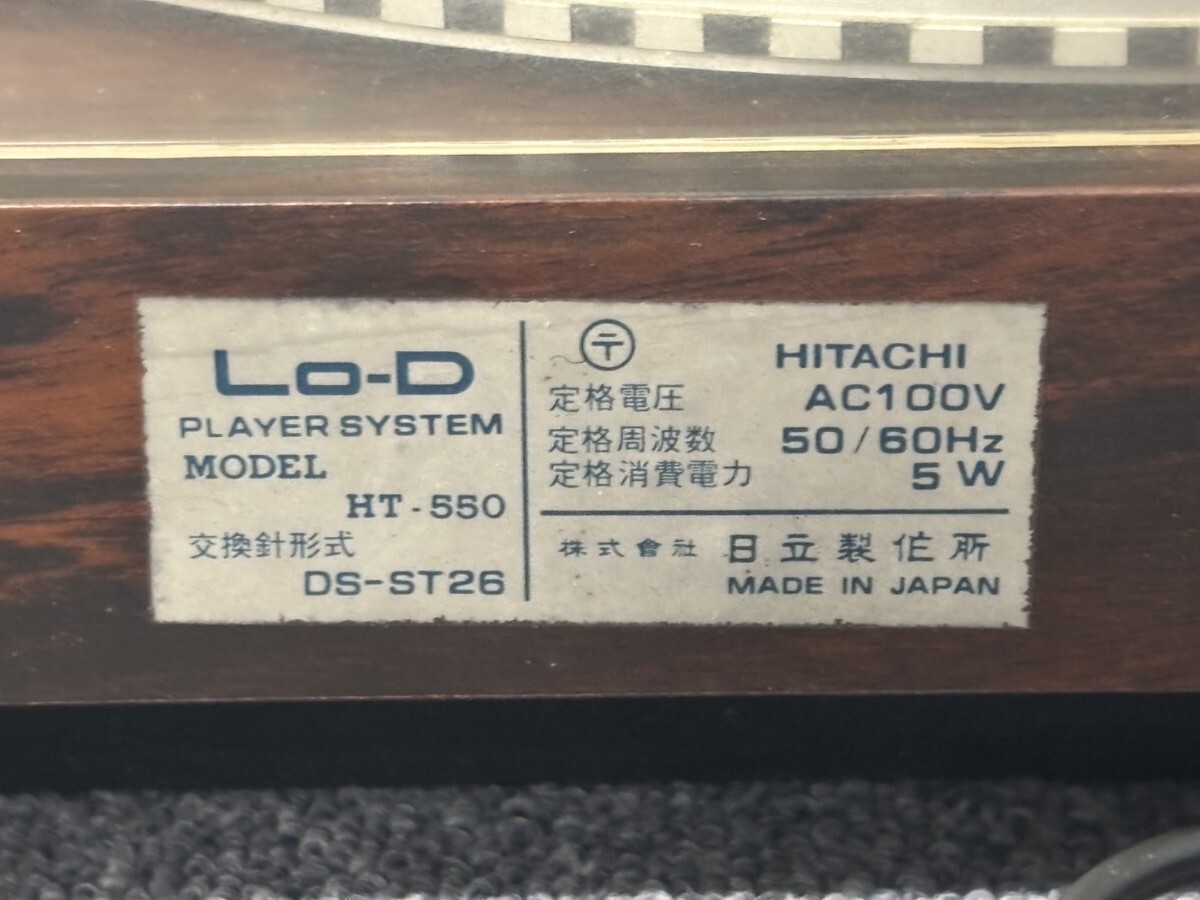 Lo-D
PLAYER SYSTEM
MODEL
HT-550
交換針形式
DS-ST26
〒 HITACHI
定格電圧 AC100V
定格周波数 50/60Hz
定格消費電力 5W
株式會社 日立製作所
MADE IN JAPAN